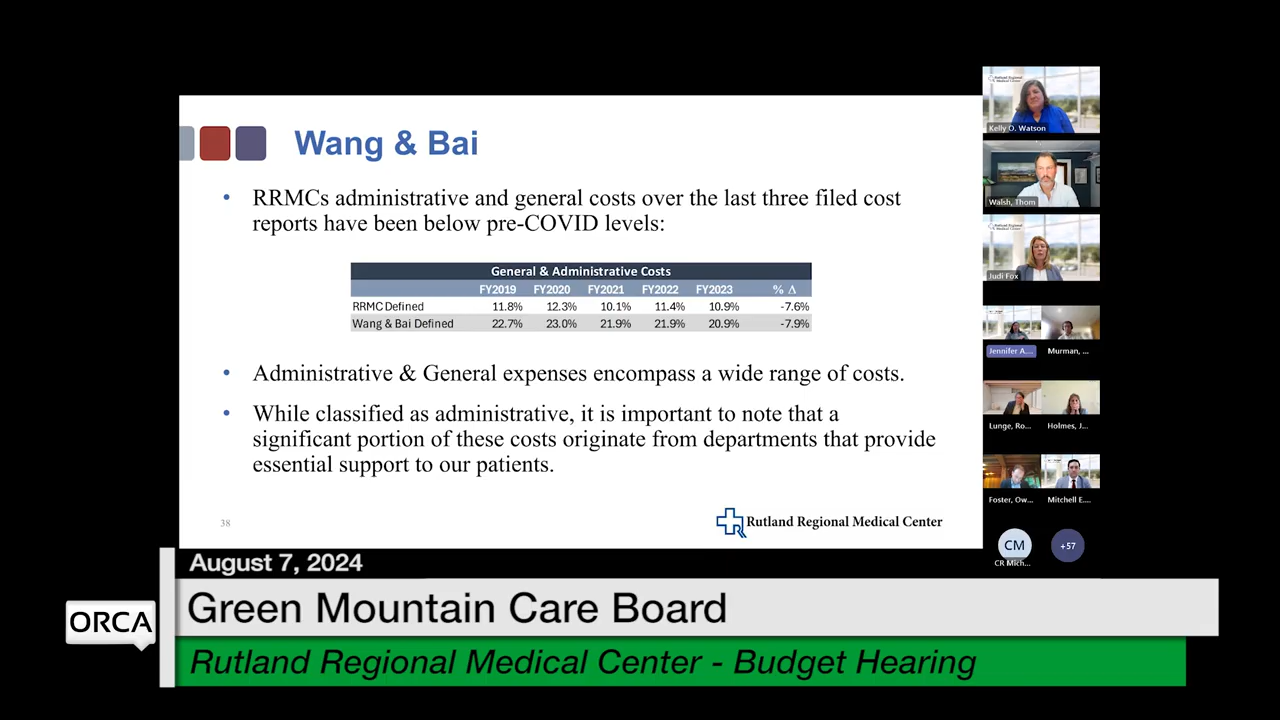 Wang & Bai
• RRMCs administrative and general costs over the last three filed cost
reports have been below pre-COVID levels:
General & Administrative Costs
FY2019 FY2020 FY2021 FY2022 FY2023 % Δ
RRMC Defined 11.8% 12.3% 10.1% 11.4% 10.9% -7.6%
Wang & Bai Defined 22.7% 23.0% 21.9% 21.9% 20.9% -7.9%
• Administrative & General expenses encompass a wide range of costs.
• While classified as administrative, it is important to note that a
significant portion of these costs originate from departments that provide
essential support to our patients.
38
Rutland Regional Medical Center
Rutland Regional
Medical Center
Kelly O. Watson
Walsh, Thom
Judi Fox
Jennifer A....
Murman, ...
Lunge, Ro...
Holmes, J...
Foster, Ow...
Mitchell E....
CM
CR Mich...
+57
August 7, 2024
ORCA
Green Mountain Care Board
Rutland Regional Medical Center - Budget Hearing